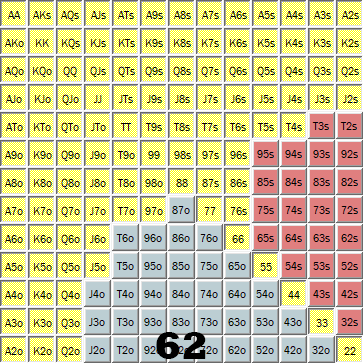 AA AKs AQs AJs ATs A9s A8s A7s A6s A5s A4s A3s A2s
AKo KK KQs KJs KTs K9s K8s K7s K6s K5s K4s K3s K2s
AQo KQo QQ QJs QTs Q9s Q8s Q7s Q6s Q5s Q4s Q3s Q2s
AJo KJo QJo JJ JTs J9s J8s J7s J6s J5s J4s J3s J2s
ATo KTo QTo JTo TT T9s T8s T7s T6s T5s T4s T3s T2s
A9o K9o Q9o J9o T9o 99 98s 97s 96s 95s 94s 93s 92s
A8o K8o Q8o J8o T8o 98o 88 87s 86s 85s 84s 83s 82s
A7o K7o Q7o J7o T7o 97o 87o 77 76s 75s 74s 73s 72s
A6o K6o Q6o J6o T6o 96o 86o 76o 66 65s 64s 63s 62s
A5o K5o Q5o J5o T5o 95o 85o 75o 65o 55 54s 53s 52s
A4o K4o Q4o J4o T4o 94o 84o 74o 64o 54o 44 43s 42s
A3o K3o Q3o J3o T3o 93o 83o 73o 63o 53o 43o 33 32s
A2o K2o Q2o J2o T2o 92o 82o 72o 62o 52o 42o 32o 22
62